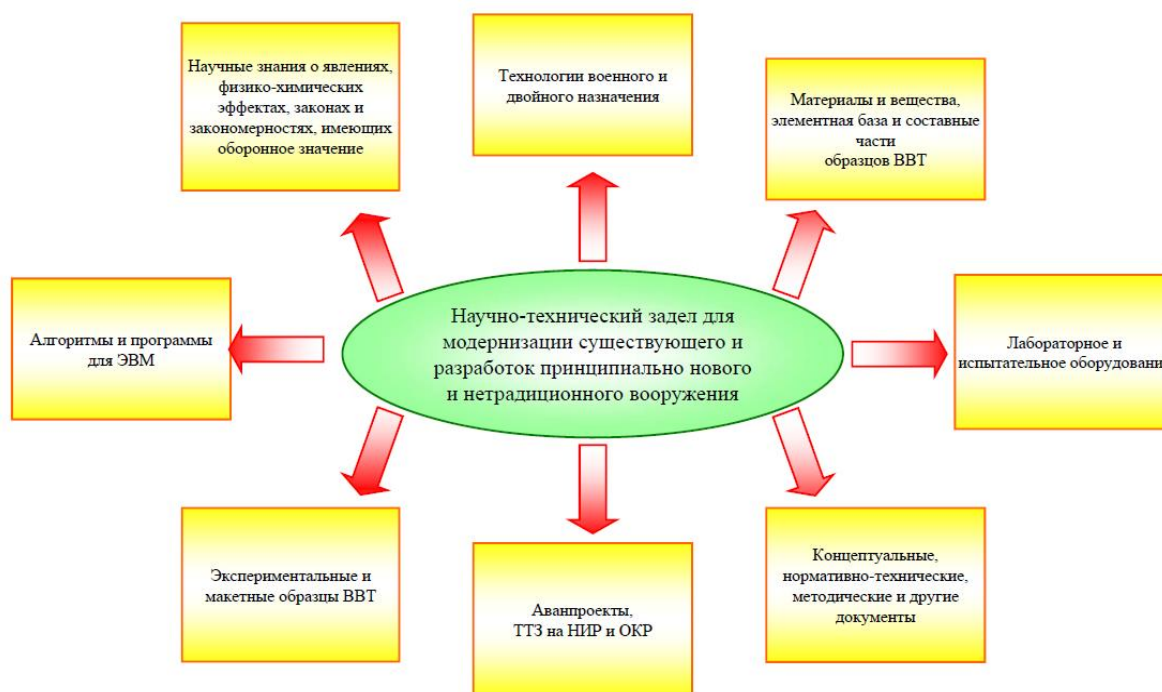 Научные знания о явлениях,
физико-химических
эффектах, законах и
закономерностях, имеющих
оборонное значение
Технологии военного и
двойного назначения
Материалы и вещества,
элементная база и составные
части
образцов ВВТ
Алгоритмы и программы
для ЭВМ
Научно-технический задел для
модернизации существующего и
разработок принципиально нового
и нетрадиционного вооружения
Лабораторное и
испытательное оборудовани
Экспериментальные и
макетные образцы ВВТ
Аванпроекты,
ТТЗ на НИР и ОКР
Концептуальные,
нормативно-технические,
методические и другие
документы